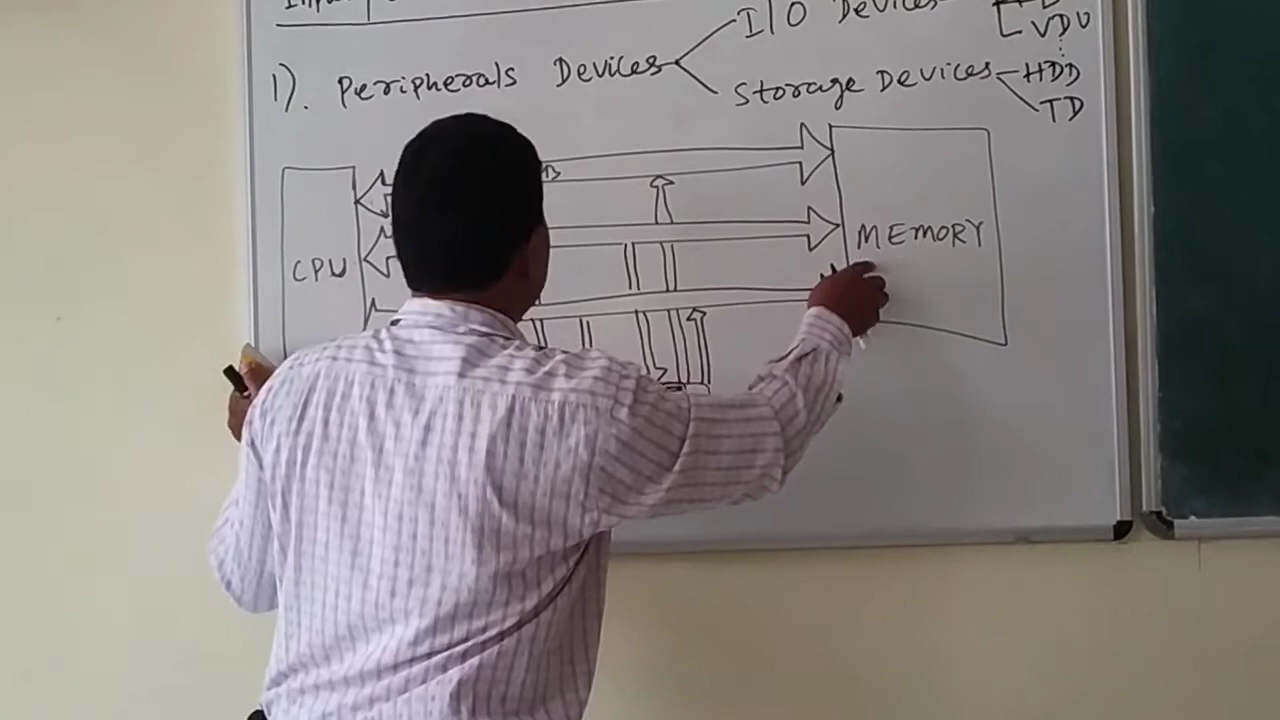 I/O Devices
VDU
1). Peripherals Devices
Storage Devices
HDD
TD
CPU
MEMORY